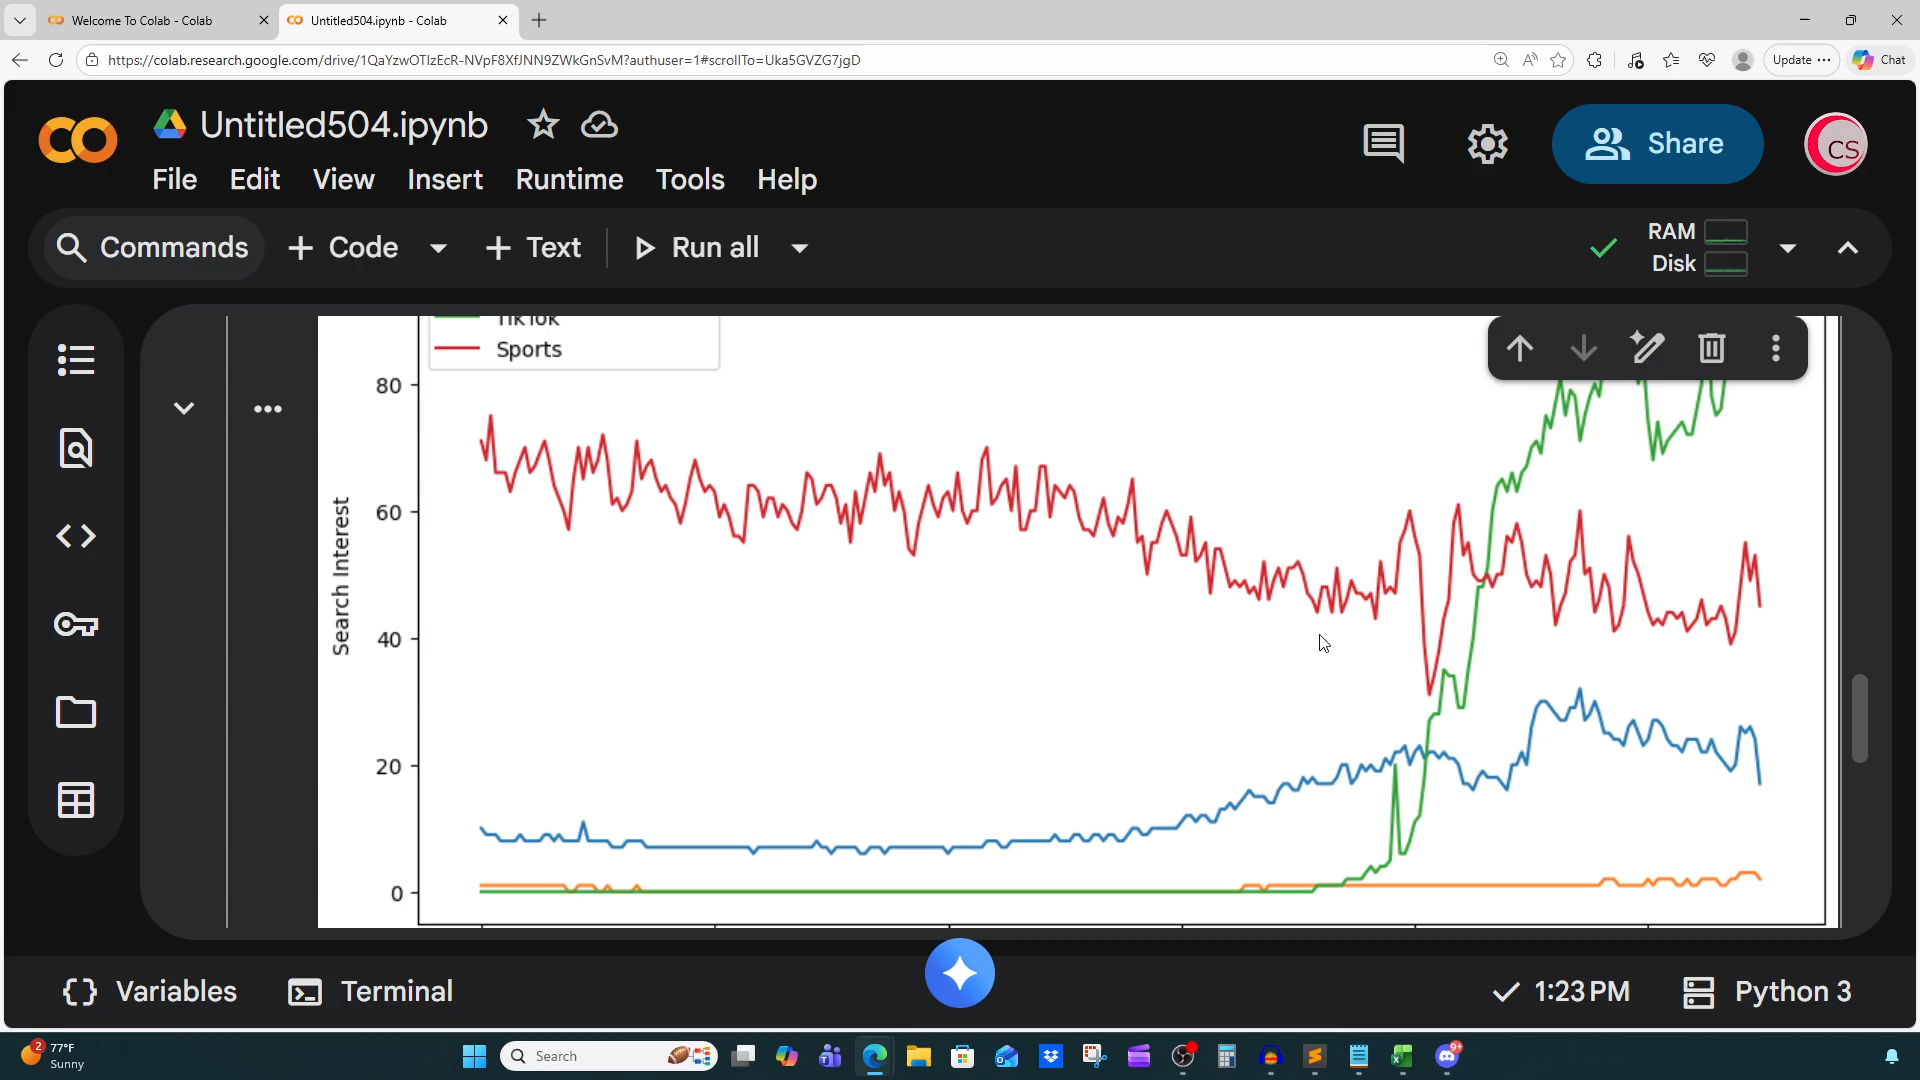 Welcome To Colab - Colab
Untitled504.ipynb - Colab
https://colab.research.google.com/drive/1QaYzwOTIzEcR-NVpF8XfJNN9ZWkGnSvM?authuser=1#scrollTo=Uka5GVZG7jgD
Update
Chat
Untitled504.ipynb
File Edit View Insert Runtime Tools Help
Share
CS
Commands + Code + Text Run all
RAM
Disk
TikTok
Sports
80
60
40
20
0
Search Interest
Variables
Terminal
1:23 PM
Python 3
2
77°F
Sunny
Search
9+